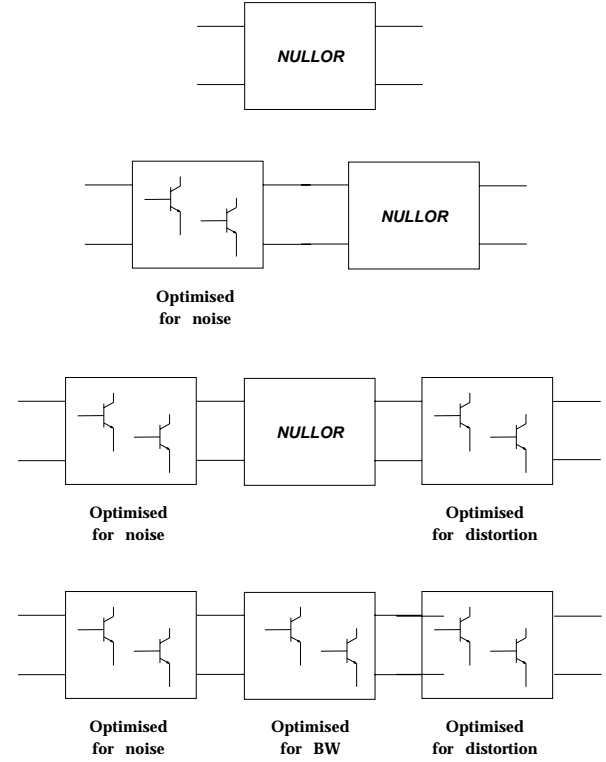 NULLOR
NULLOR
Optimised
for noise
NULLOR
Optimised
for noise
Optimised
for distortion
Optimised
for noise
Optimised
for BW
Optimised
for distortion